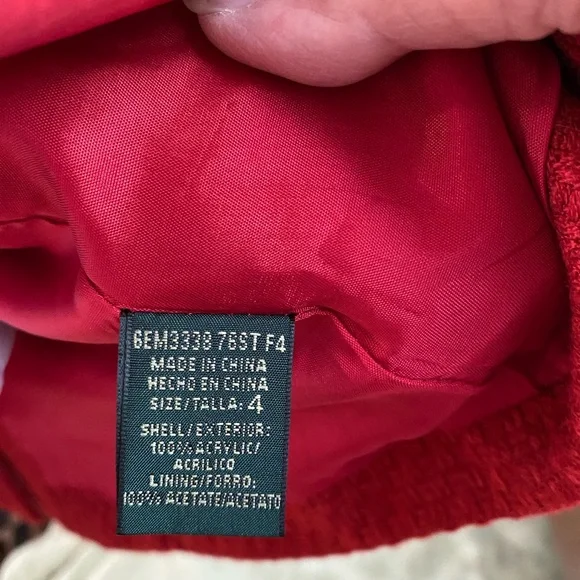 6EM3338 76ST F4
MADE IN CHINA
HECHO EN CHINA
SIZE/TALLA: 4
SHELL/EXTERIOR:
100% ACRYLIC/
ACRILICO
LINING/FORRO:
100% ACETATE/ACETATO